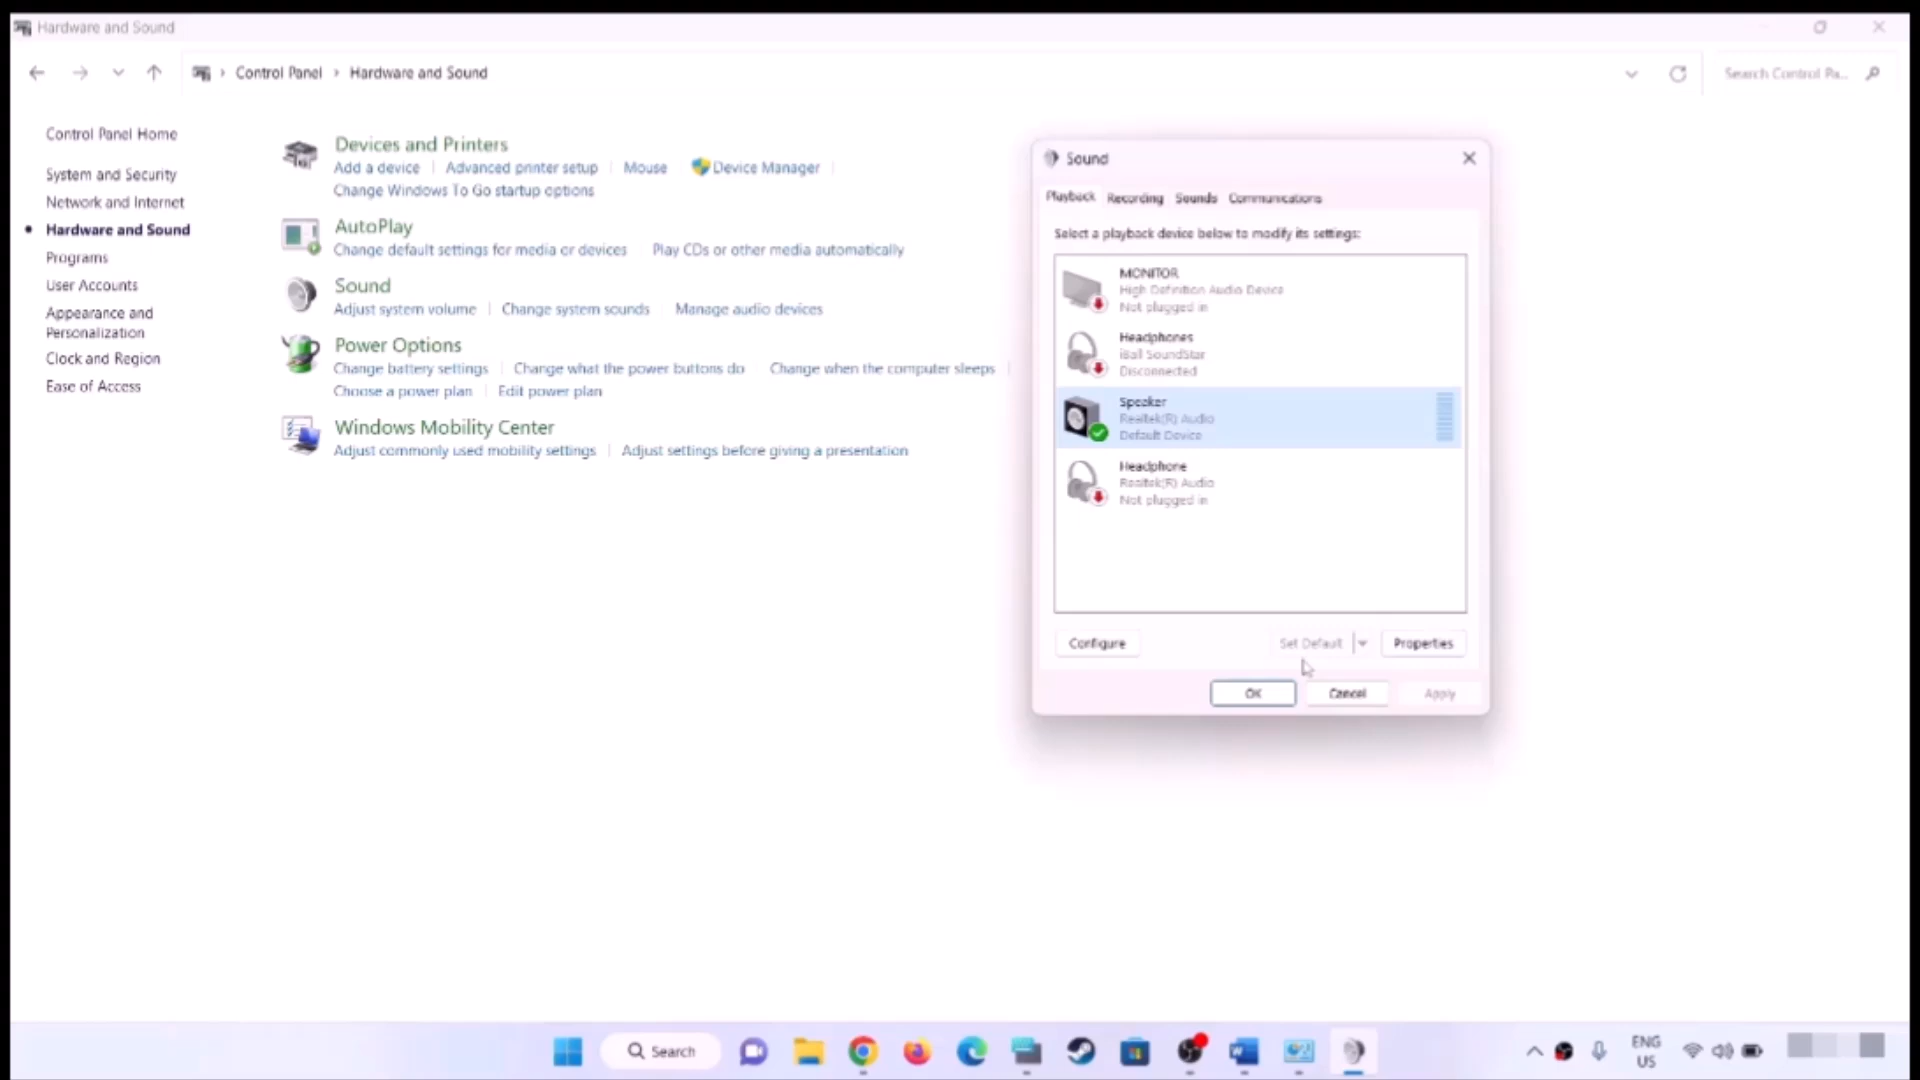 Hardware and Sound
Control Panel › Hardware and Sound
Search Control Pa...
Control Panel Home
System and Security
Network and Internet
Hardware and Sound
Programs
User Accounts
Appearance and
Personalization
Clock and Region
Ease of Access
Devices and Printers
Add a device
Advanced printer setup
Mouse
Device Manager
Change Windows To Go startup options
AutoPlay
Change default settings for media or devices
Play CDs or other media automatically
Sound
Adjust system volume
Change system sounds
Manage audio devices
Power Options
Change battery settings
Change what the power buttons do
Change when the computer sleeps
Choose a power plan
Edit power plan
Windows Mobility Center
Adjust commonly used mobility settings
Adjust settings before giving a presentation
Sound
Playback
Recording
Sounds
Communications
Select a playback device below to modify its settings:
MONITOR
High Definition Audio Device
Not plugged in
Headphones
iBall SoundStar
Disconnected
Speaker
Realtek(R) Audio
Default Device
Headphone
Realtek(R) Audio
Not plugged in
Configure
Set Default
Properties
OK
Cancel
Apply
Search
ENG
US